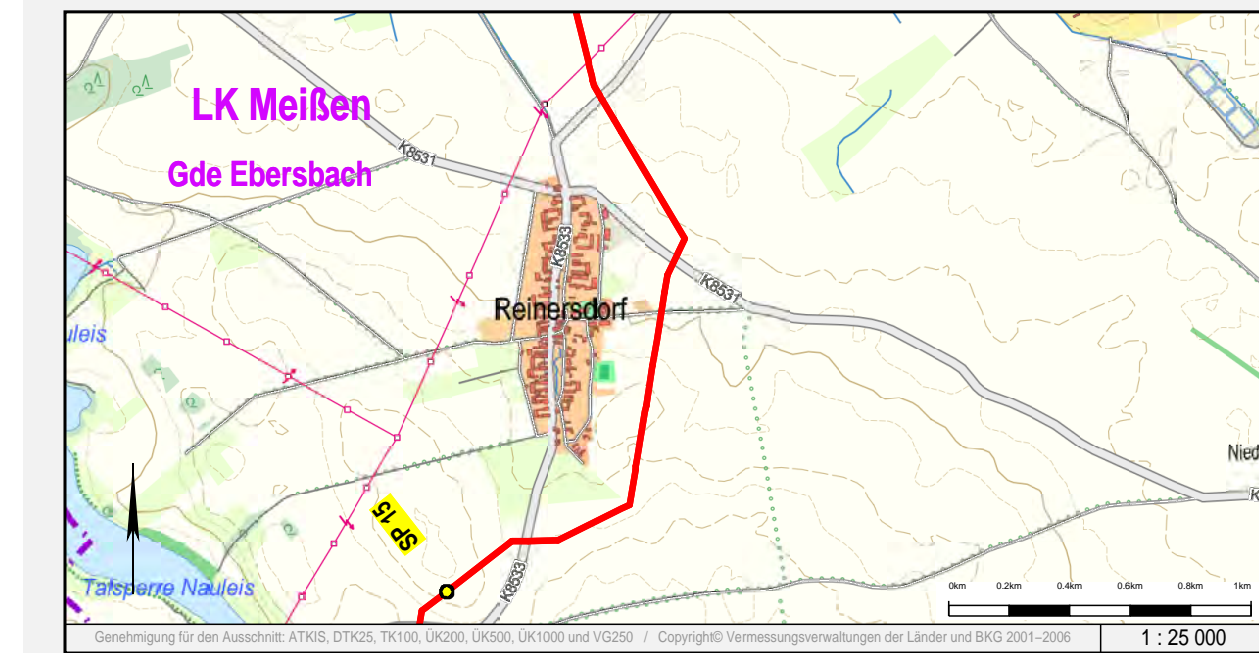 LK Meißen
Gde Ebersbach
K8531
K8533
K8531
Reinersdorf
uleis
Nied
K
SP 15
Talsperre Nauleis
K8533
0km 0.2km 0.4km 0.6km 0.8km 1km
Genehmigung für den Ausschnitt: ATKIS, DTK25, TK100, ÜK200, ÜK500, ÜK1000 und VG250 / Copyright© Vermessungsverwaltungen der Länder und BKG 2001–2006
1 : 25 000